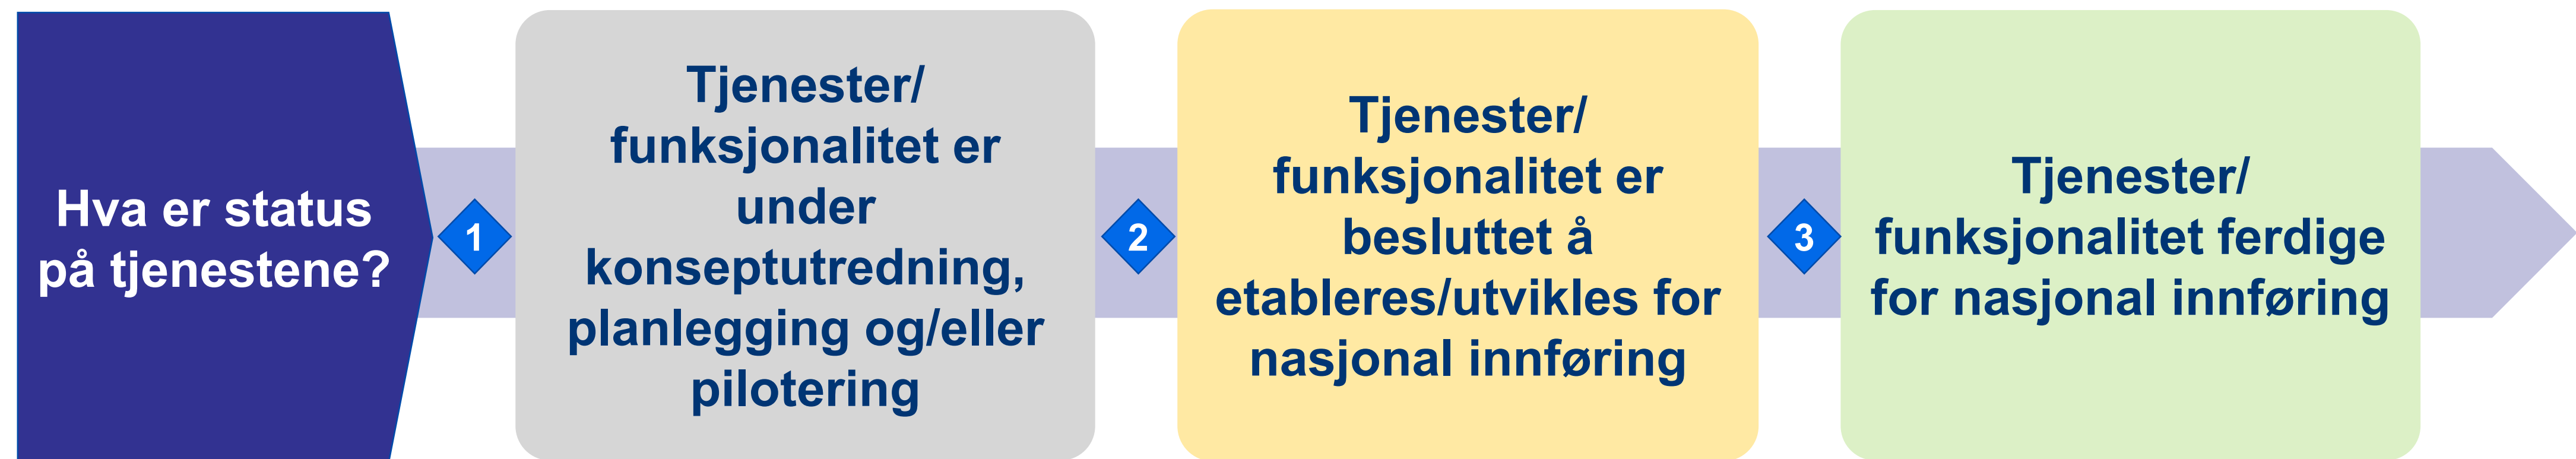 Hva er status
på tjenestene?
1
Tjenester/
funksjonalitet er
under
konseptutredning,
planlegging og/eller
pilotering
2
Tjenester/
funksjonalitet er
besluttet å
etableres/utvikles for
nasjonal innføring
3
Tjenester/
funksjonalitet ferdige
for nasjonal innføring